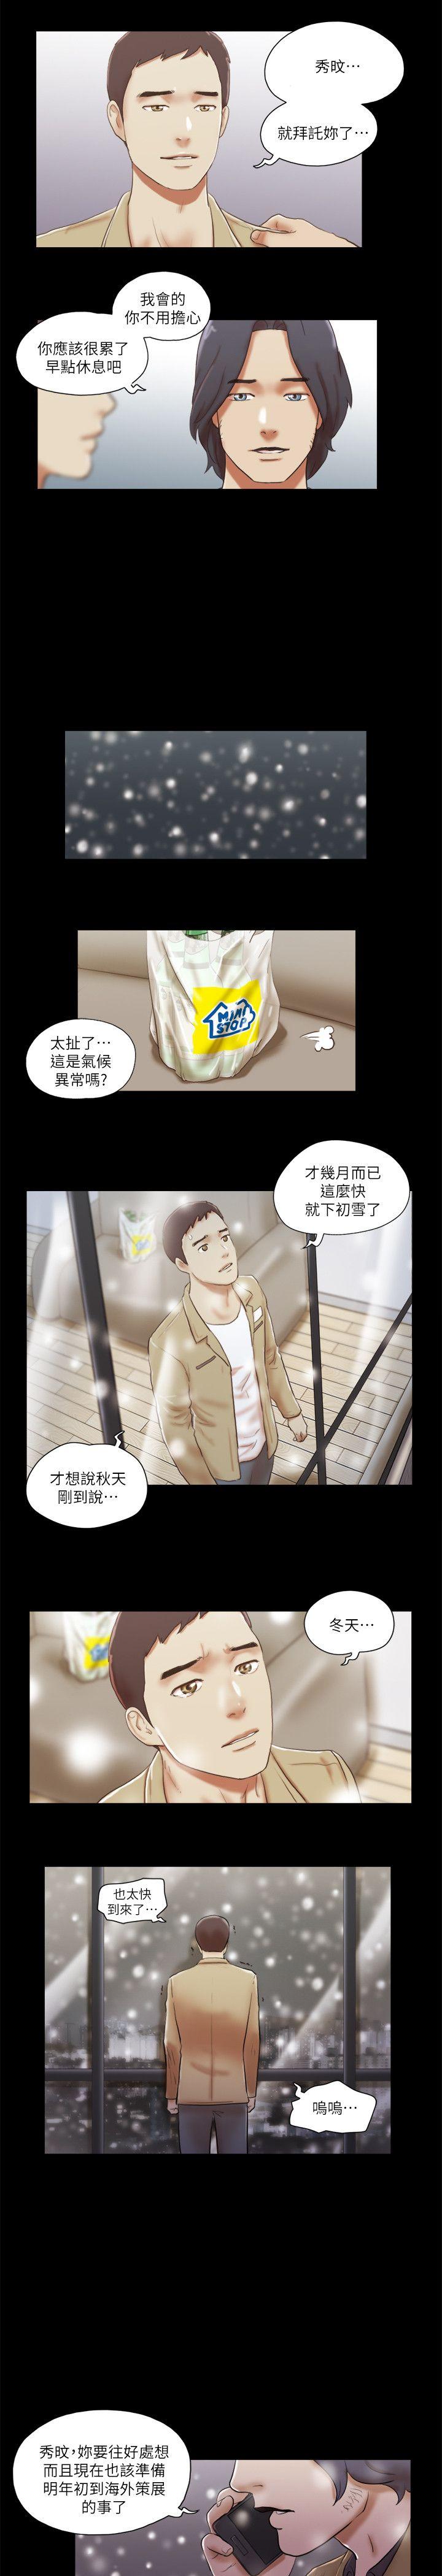 秀旼⋯
就拜託妳了⋯
我會的
你不用擔心
你應該很累了
早點休息吧
MINI
STOP
太扯了⋯
這是氣候
異常嗎?
才幾月而已
這麼快
就下初雪了
才想說秋天
剛到說⋯
冬天⋯
也太快
到來了⋯
嗚嗚⋯
秀旼,妳要往好處想
而且現在也該準備
明年初到海外策展
的事了